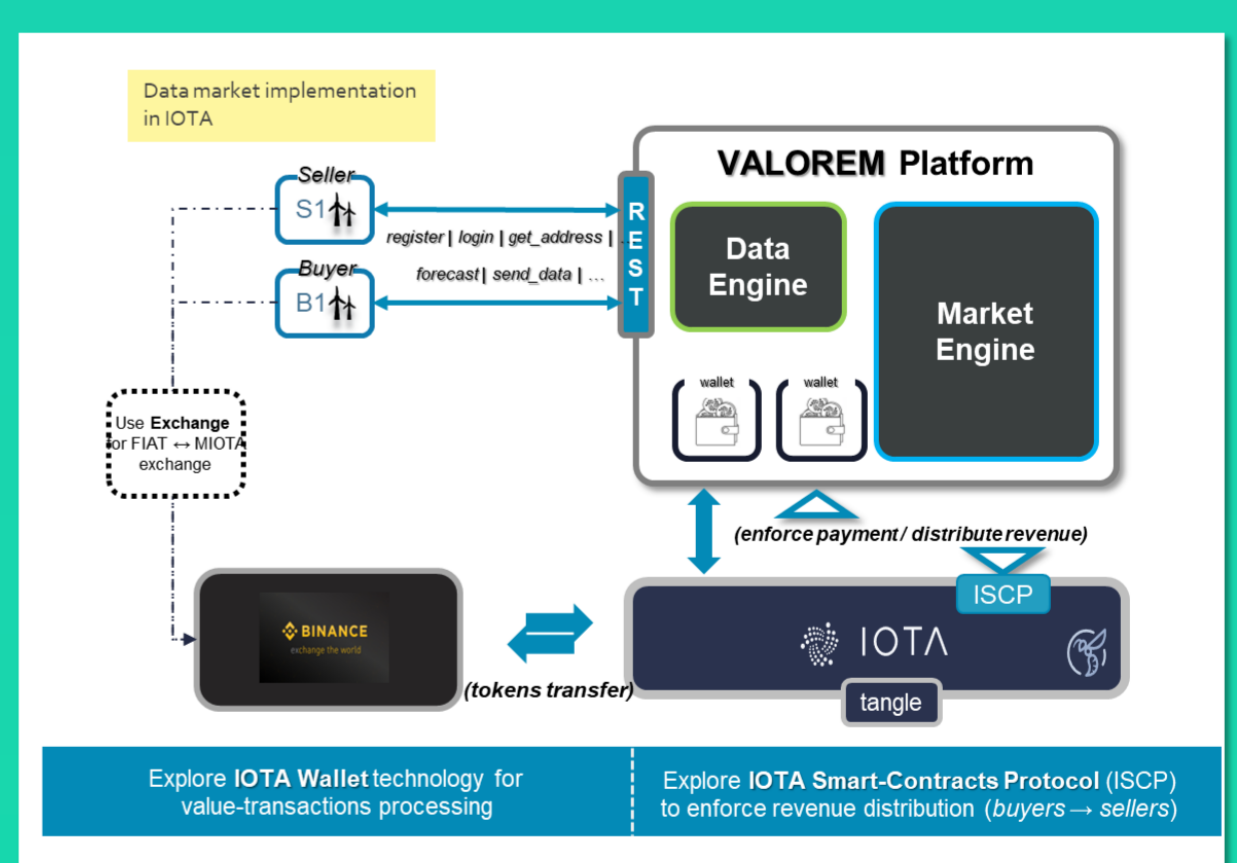 Data market implementation
in IOTA
VALOREM Platform
Seller
S1
register | login | get_address | ...
Buyer
forecast | send_data | ...
B1
REST
Data
Engine
Market
Engine
wallet
wallet
Use Exchange
for FIAT ↔ MIOTA
exchange
(enforce payment / distribute revenue)
ISCP
BINANCE
exchange the world
IOTA
(tokens transfer)
tangle
Explore IOTA Wallet technology for
value-transactions processing
Explore IOTA Smart-Contracts Protocol (ISCP)
to enforce revenue distribution (buyers → sellers)